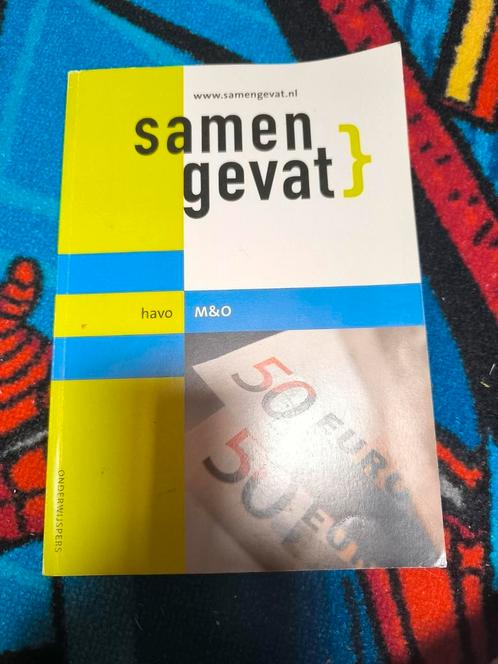 www.samengevat.nl
samen
gevat}
havo M&O
50 EURO
50 EURO
ONDERWIJSPERS